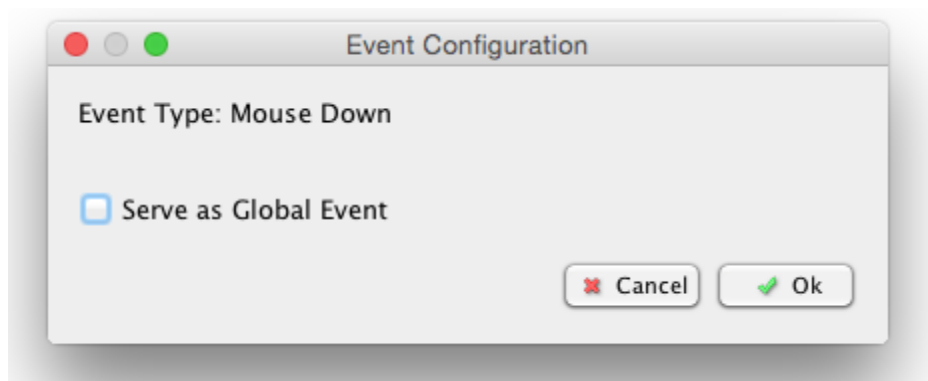 Event Configuration
Event Type: Mouse Down
Serve as Global Event
Cancel Ok